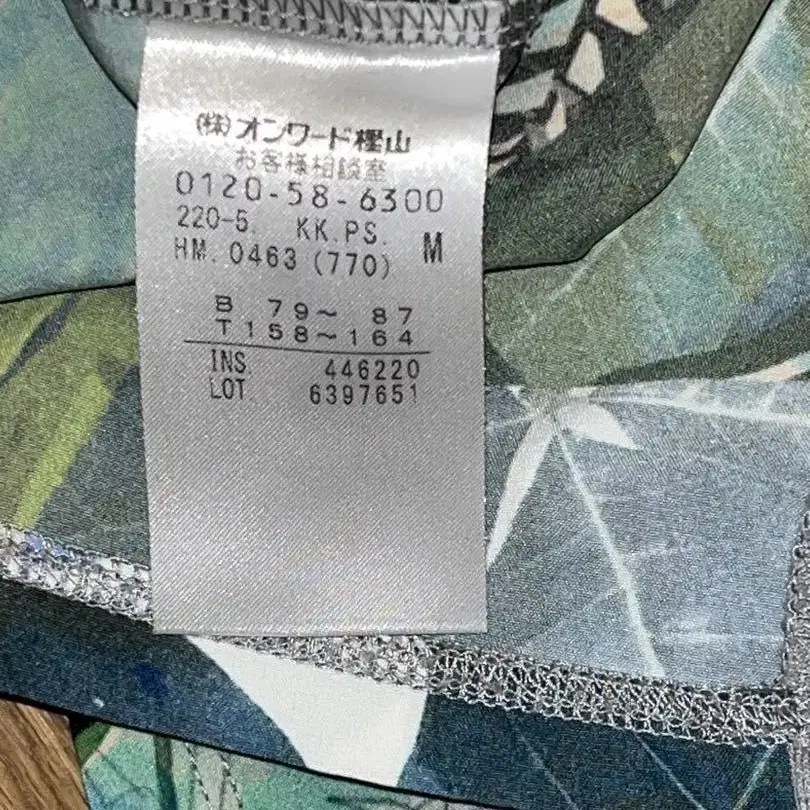 (株)オンワード樫山
お客様相談室
0120-58-6300
220-5. KK.PS. M
HM. 0463 (770)
B 79~ 87
T 158~164
INS. 446220
LOT. 6397651